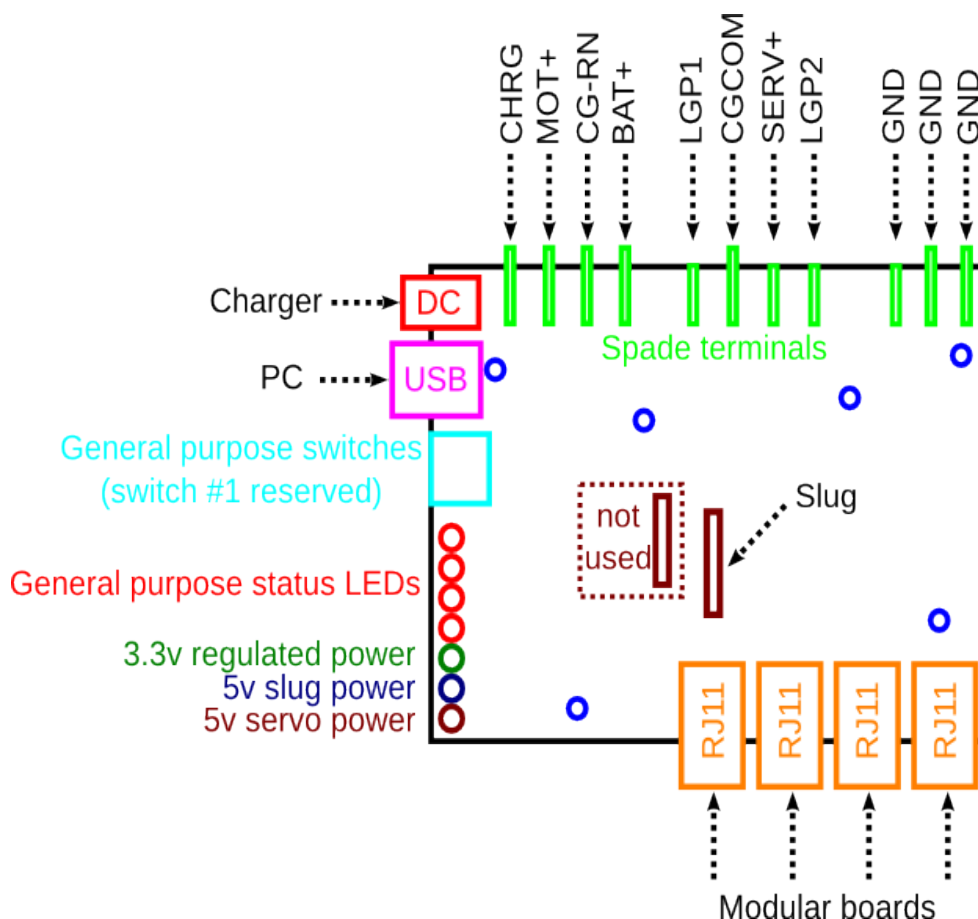 CHRG
MOT+
CG-RN
BAT+
LGP1
CGCOM
SERV+
LGP2
GND
GND
GND
Charger
DC
Spade terminals
PC
USB
General purpose switches
(switch #1 reserved)
Slug
not
used
General purpose status LEDs
3.3v regulated power
5v slug power
5v servo power
RJ11
RJ11
RJ11
RJ11
Modular boards